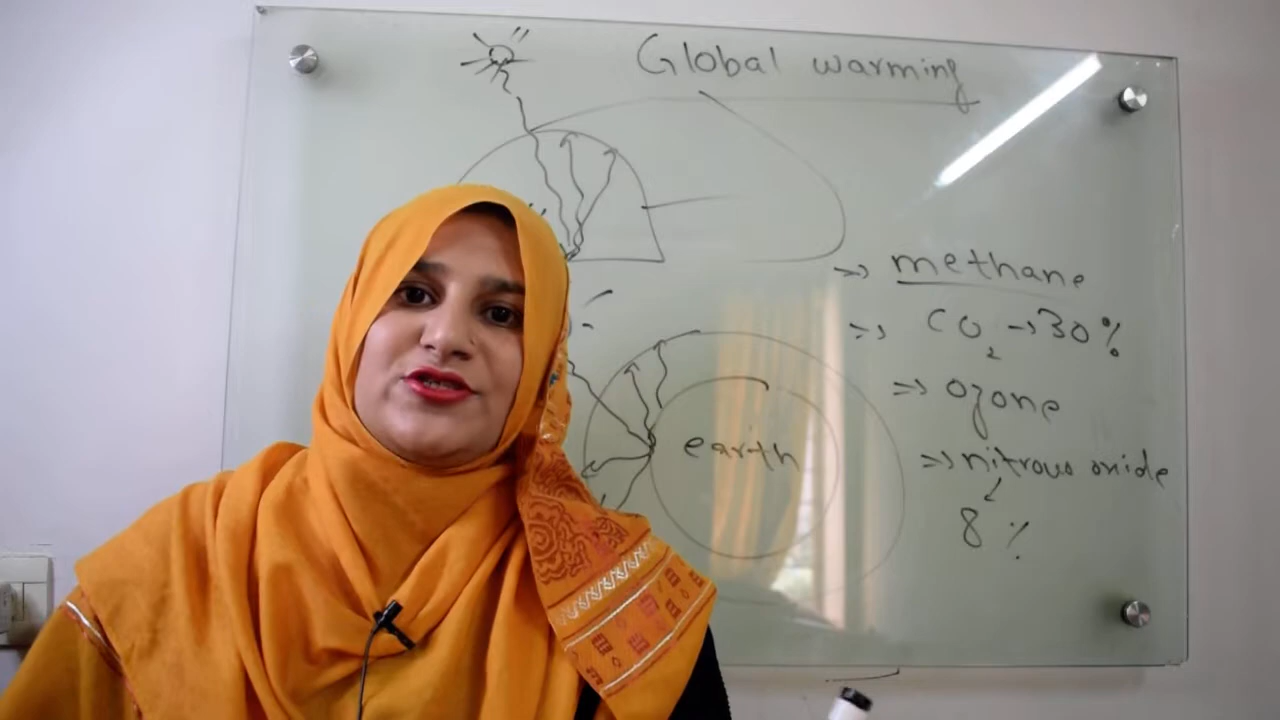 Global warming
=> methane
=> CO2 → 30%
=> ozone
earth
=> nitrous oxide
8 %